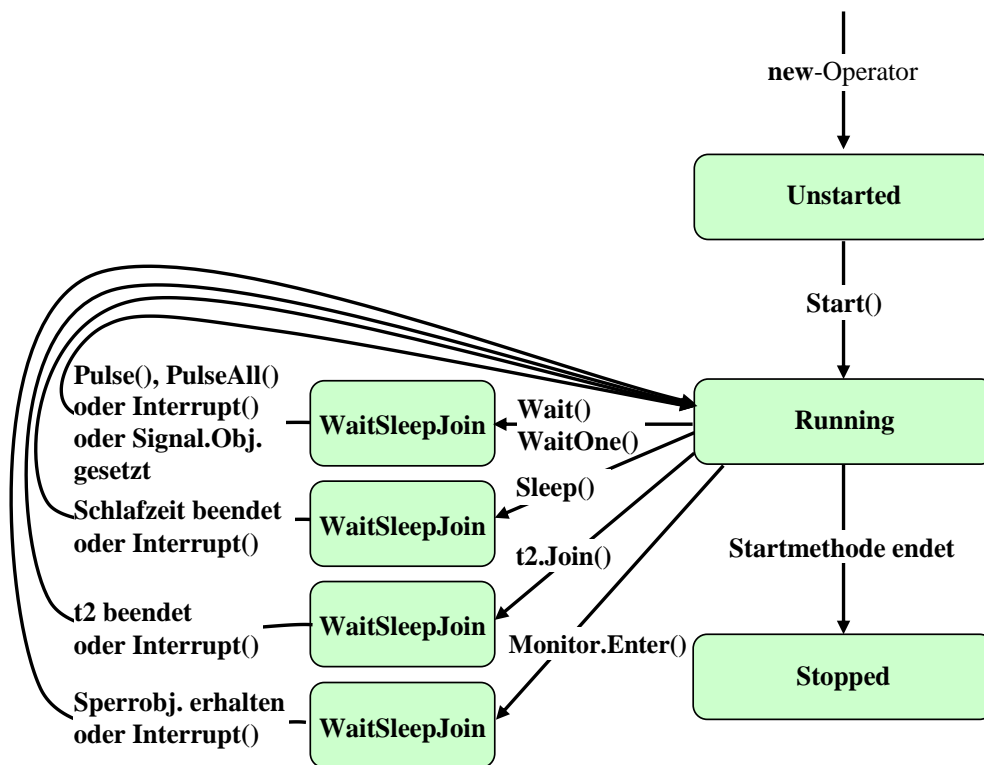 new-Operator
Unstarted
Start()
Pulse(), PulseAll()
oder Interrupt()
oder Signal.Obj.
gesetzt
WaitSleepJoin
Wait()
WaitOne()
Running
Schlafzeit beendet
oder Interrupt()
WaitSleepJoin
Sleep()
Startmethode endet
t2 beendet
oder Interrupt()
WaitSleepJoin
t2.Join()
Sperrobj. erhalten
oder Interrupt()
WaitSleepJoin
Monitor.Enter()
Stopped